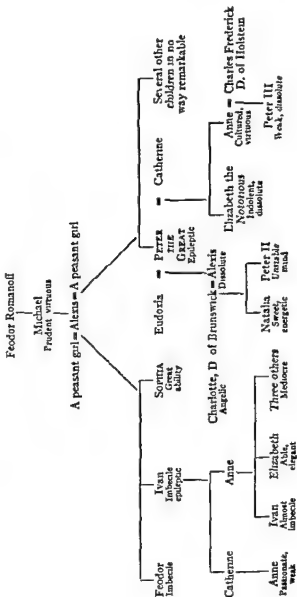 Feodor Romanoff
Michael
Prudent virtuous
A peasant girl = Alexis = A peasant girl
Feodor
Imbecile
Ivan
Imbecile
epileptic
SOPHIA
Great
ability
Eudoxia = PETER
THE
GREAT
Epileptic
= Catherine
Several other
children in no
way remarkable
Catherine
Anne
Charlotte, D of Brunswick = Alexis
Angelic
Dissolute
Elizabeth the
Notorious
Indolent,
dissolute
Anne = Charles Frederick
Cultured,
virtuous
D, of Holstein
Anne
Passionate,
weak
Ivan
Almost
imbecile
Elizabeth
Able,
elegant
Three others
Mediocre
Natalia
Sweet,
energetic
Peter II
Unstable
mind
Peter III
Weak, dissolute